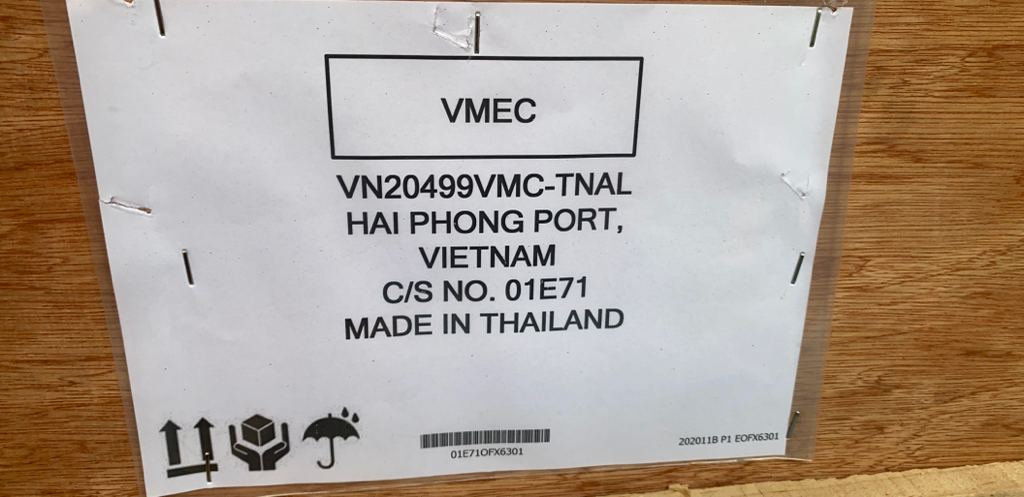 VMEC
VN20499VMC-TNAL
HAI PHONG PORT,
VIETNAM
C/S NO. 01E71
MADE IN THAILAND
01E71OFX6301
202011B P1 EOFX6301